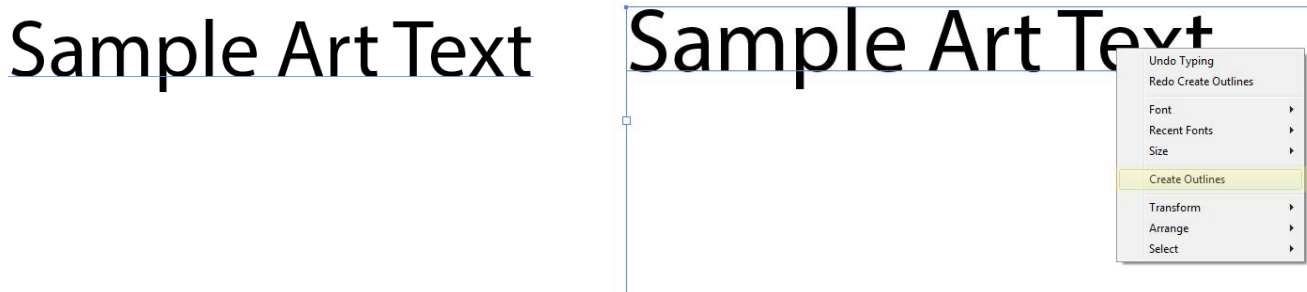 Sample Art Text
Sample Art Text
Undo Typing
Redo Create Outlines
Font
Recent Fonts
Size
Create Outlines
Transform
Arrange
Select